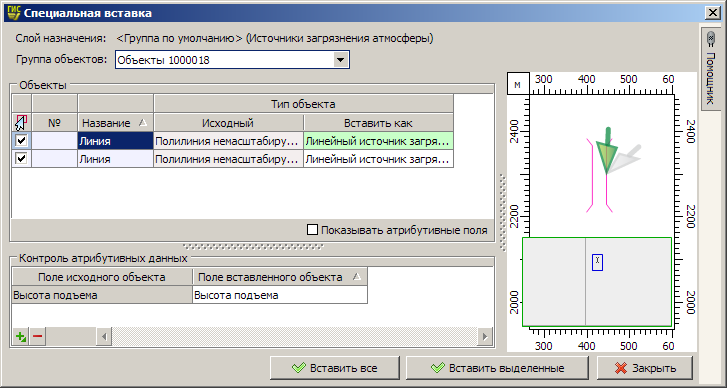 ГИС
Специальная вставка
Слой назначения: <Группа по умолчанию> (Источники загрязнения атмосферы)
Группа объектов: Объекты 1000018
Помощник
Объекты
Тип объекта
№ Название Исходный Вставить как
Линия Полилиния немасштабиру... Линейный источник загря...
Линия Полилиния немасштабиру... Линейный источник загря...
Показывать атрибутивные поля
Контроль атрибутивных данных
Поле исходного объекта Поле вставленного объекта
Высота подъема Высота подъема
М 300 400 500 60
2400 2400
2200 2200
2000 2000
300 400 500 60
Вставить все Вставить выделенные Закрыть